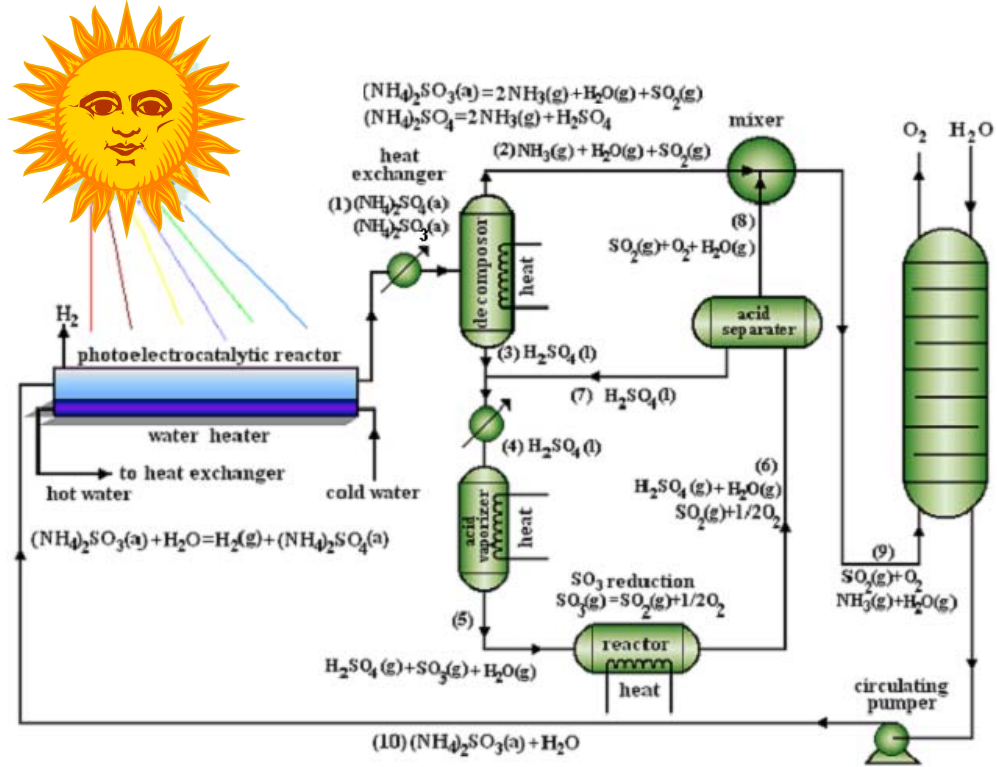 (NH₄)₂SO₃(a)=2NH₃(g)+H₂O(g)+SO₂(g)
(NH₄)₂SO₄=2NH₃(g)+H₂SO₄
mixer
O₂ H₂O
heat
exchanger
(2)NH₃(g)+H₂O(g)+SO₂(g)
(1)(NH₄)₂SO₄(a)
(NH₄)₂SO₃(a)
3
(8)
SO₂(g)+O₂+H₂O(g)
decomposor
heat
H₂
acid
separater
photoelectrocatalytic reactor
(3) H₂SO₄(l)
(7) H₂SO₄(l)
water heater
(4) H₂SO₄(l)
to heat exchanger
hot water
cold water
(6)
H₂SO₄(g)+H₂O(g)
SO₂(g)+1/2O₂
acid
vaporizer
heat
(NH₄)₂SO₃(a)+H₂O=H₂(g)+(NH₄)₂SO₄(a)
(9)
SO₂(g)+O₂
NH₃(g)+H₂O(g)
SO₃ reduction
SO₃(g)=SO₂(g)+1/2O₂
(5)
reactor
H₂SO₄(g)+SO₃(g)+H₂O(g)
heat
circulating
pumper
(10)(NH₄)₂SO₃(a)+H₂O